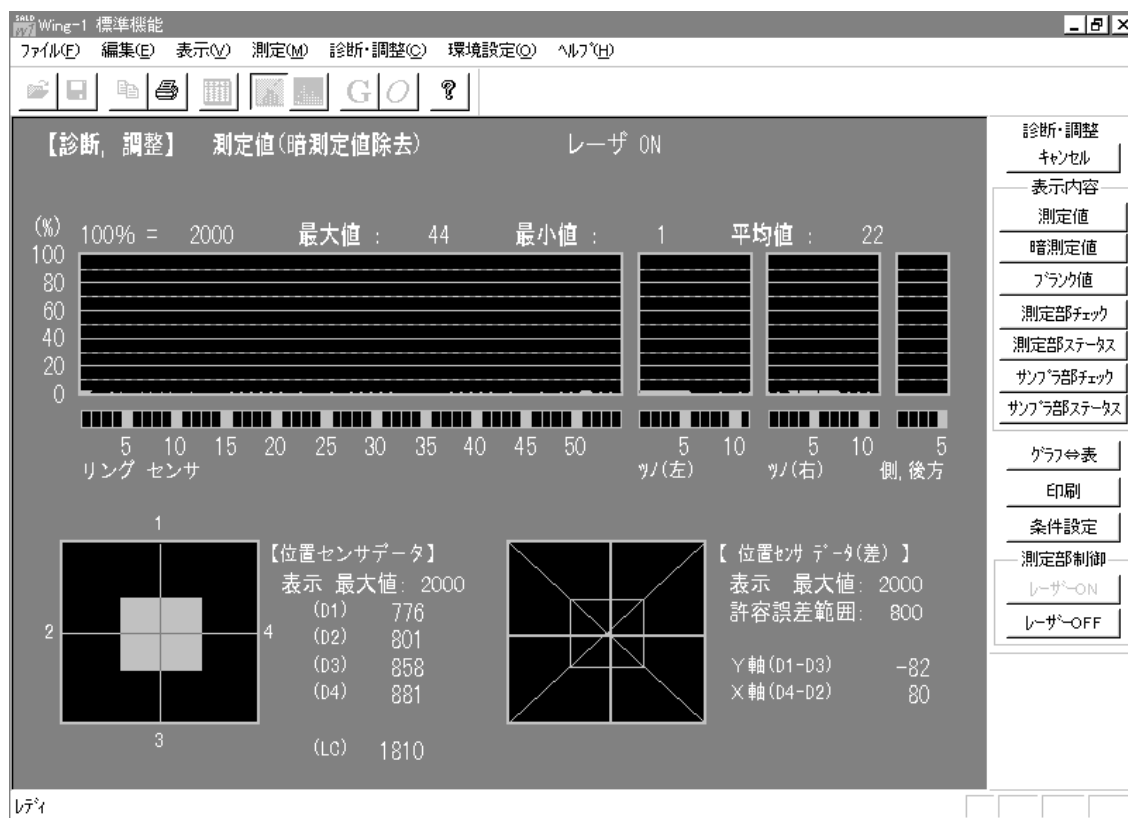 SALD
Wing-1 標準機能
ファイル(F) 編集(E) 表示(V) 測定(M) 診断・調整(C) 環境設定(O) ヘルプ(H)
G O ?
【診断, 調整】 測定値(暗測定値除去) レーザ ON
(%) 100% = 2000 最大値 : 44 最小値 : 1 平均値 : 22
100
80
60
40
20
0
5 10 15 20 25 30 35 40 45 50 5 10 5 10 5
リング センサ ツノ(左) ツノ(右) 側,後方
1
2
4
3
【位置センサデータ】
表示 最大値: 2000
(D1) 776
(D2) 801
(D3) 858
(D4) 881
(LC) 1810
【 位置センサ データ(差) 】
表示 最大値: 2000
許容誤差範囲: 800
Y軸(D1-D3) -82
X軸(D4-D2) 80
診断・調整
キャンセル
表示内容
測定値
暗測定値
ブランク値
測定部チェック
測定部ステータス
サンプラ部チェック
サンプラ部ステータス
グラフ⇔表
印刷
条件設定
測定部制御
レーザーON
レーザーOFF
レディ